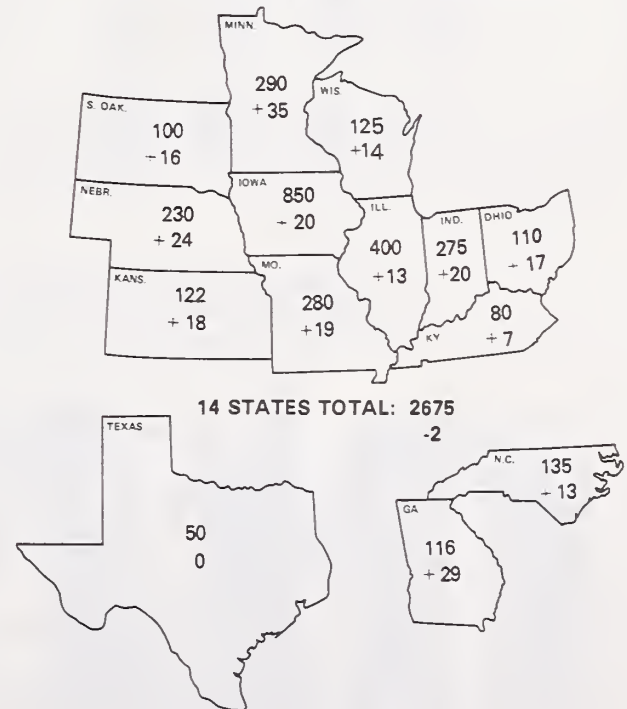 MINN.
290
+ 35
WIS.
125
+14
S. DAK.
100
+ 16
IOWA
850
+ 20
NEBR.
230
+ 24
ILL.
400
+13
IND.
275
+20
OHIO
110
+ 17
KANS.
122
+ 18
MO.
280
+19
KY
80
+ 7
14 STATES TOTAL: 2675
-2
TEXAS
50
0
N.C.
135
+ 13
GA
116
+ 29